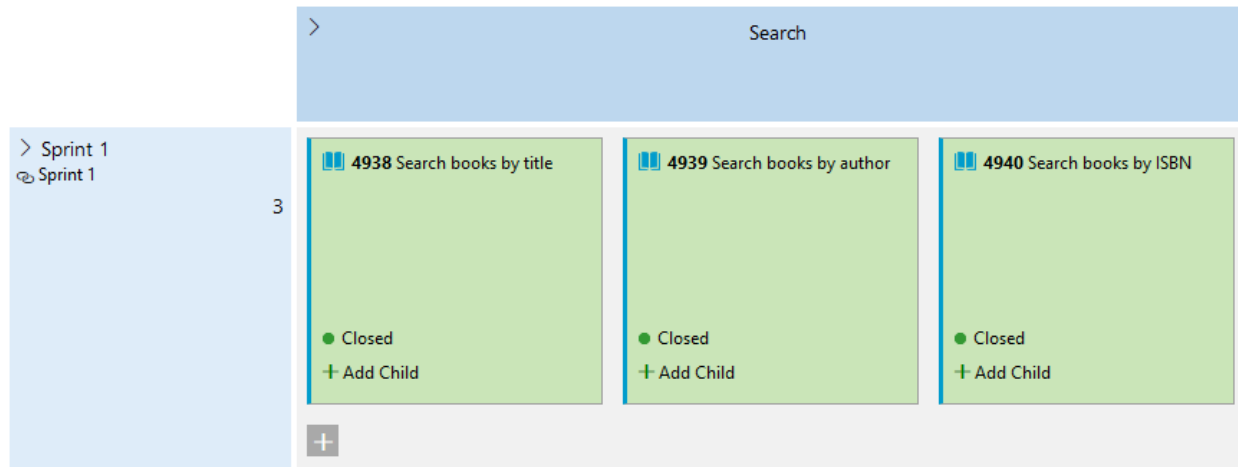 Search
Sprint 1
Sprint 1
3
4938 Search books by title
4939 Search books by author
4940 Search books by ISBN
Closed
Closed
Closed
Add Child
Add Child
Add Child